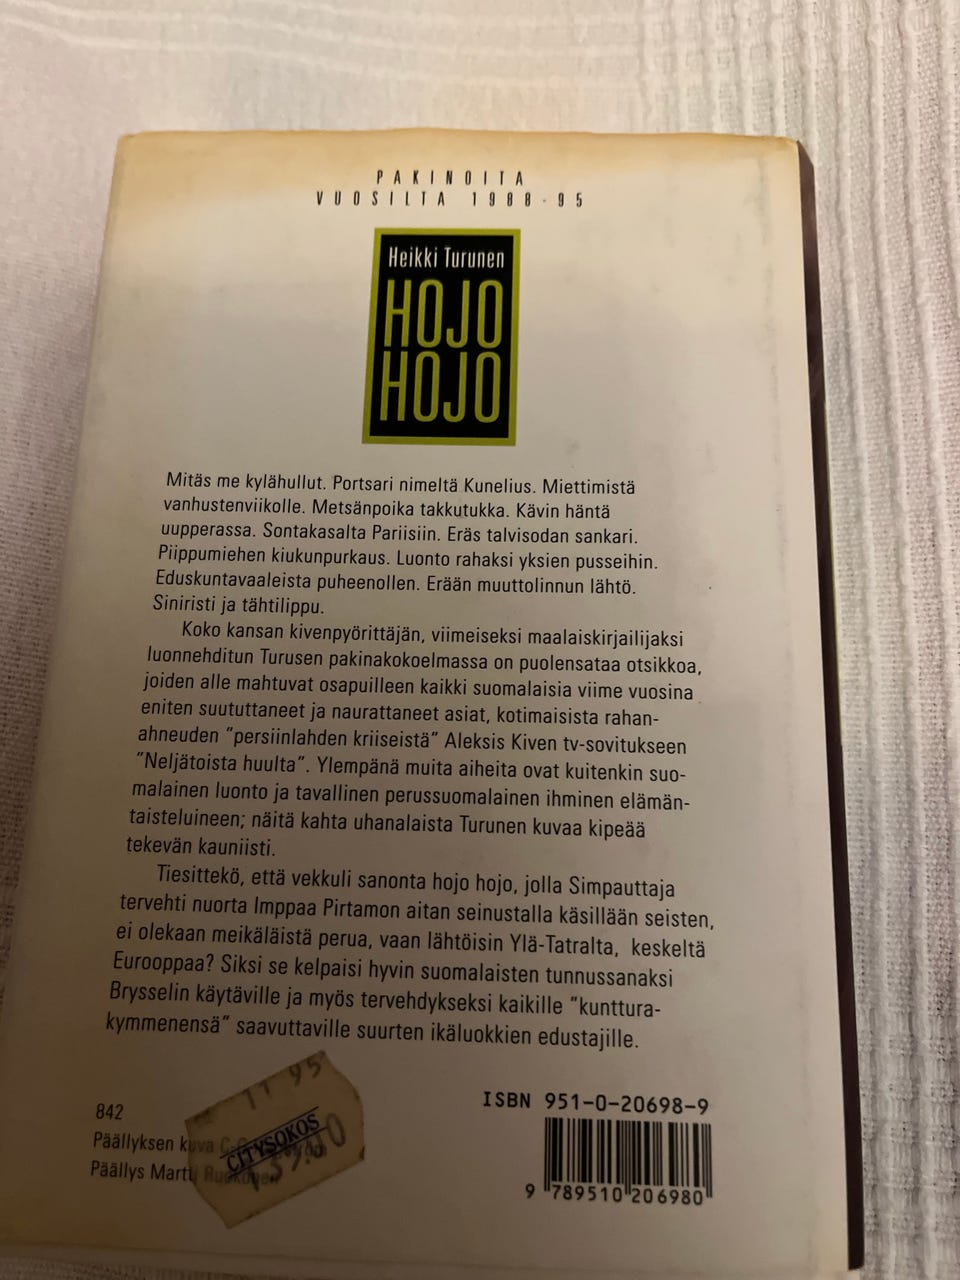 PAKINOITA
VUOSILTA 1988-95
Heikki Turunen
HOJO
HOJO
Mitäs me kylähullut. Portsari nimeltä Kunelius. Miettimistä
vanhustenviikolle. Metsänpoika takkutukka. Kävin häntä
uupperassa. Sontakasalta Pariisiin. Eräs talvisodan sankari.
Piippumiehen kiukunpurkaus. Luonto rahaksi yksien pusseihin.
Eduskuntavaaleista puheenollen. Erään muuttolinnun lähtö.
Siniristi ja tähtilippu.
Koko kansan kivenpyörittäjän, viimeiseksi maalaiskirjailijaksi
luonnehditun Turusen pakinakokoelmassa on puolensataa otsikkoa,
joiden alle mahtuvat osapuilleen kaikki suomalaisia viime vuosina
eniten suututtaneet ja naurattaneet asiat, kotimaisista rahan-
ahneuden "persiinlahden kriiseistä" Aleksis Kiven tv-sovitukseen
"Neljätoista huulta". Ylempänä muita aiheita ovat kuitenkin suo-
malainen luonto ja tavallinen perussuomalainen ihminen elämän-
taisteluineen; näitä kahta uhanalaista Turunen kuvaa kipeää
tekevän kauniisti.
Tiesittekö, että vekkuli sanonta hojo hojo, jolla Simpauttaja
tervehti nuorta Imppaa Pirtamon aitan seinustalla käsillään seisten,
ei olekaan meikäläistä perua, vaan lähtöisin Ylä-Tatralta, keskeltä
Eurooppaa? Siksi se kelpaisi hyvin suomalaisten tunnussanaksi
Brysselin käytäville ja myös tervehdykseksi kaikille "kunttura-
kymmenensä" saavuttaville suurten ikäluokkien edustajille.
11 95
CITYSOKOS
842
Päällyksen kuva
Päällys Martti
ISBN 951-0-20698-9
9 789510 206980